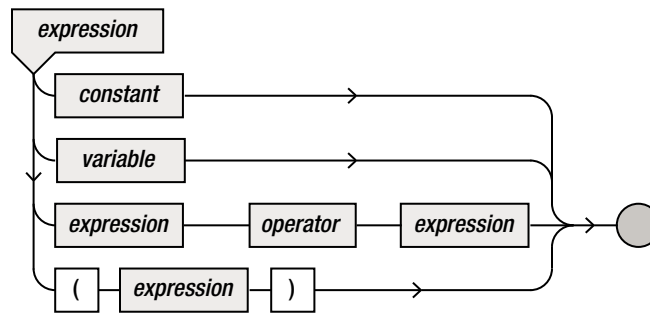 expression
constant
variable
expression operator expression
( expression )